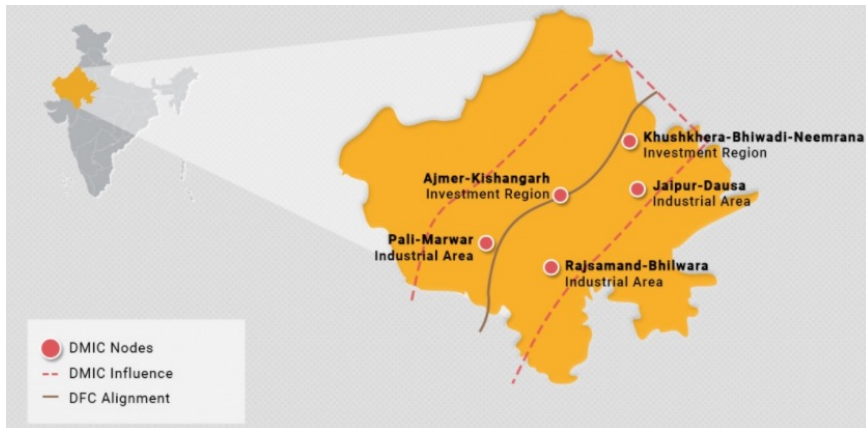 Khushkhera-Bhiwadi-Neemrana
Investment Region
Ajmer-Kishangarh
Investment Region
Jaipur-Dausa
Industrial Area
Pali-Marwar
Industrial Area
Rajsamand-Bhilwara
Industrial Area
DMIC Nodes
DMIC Influence
DFC Alignment